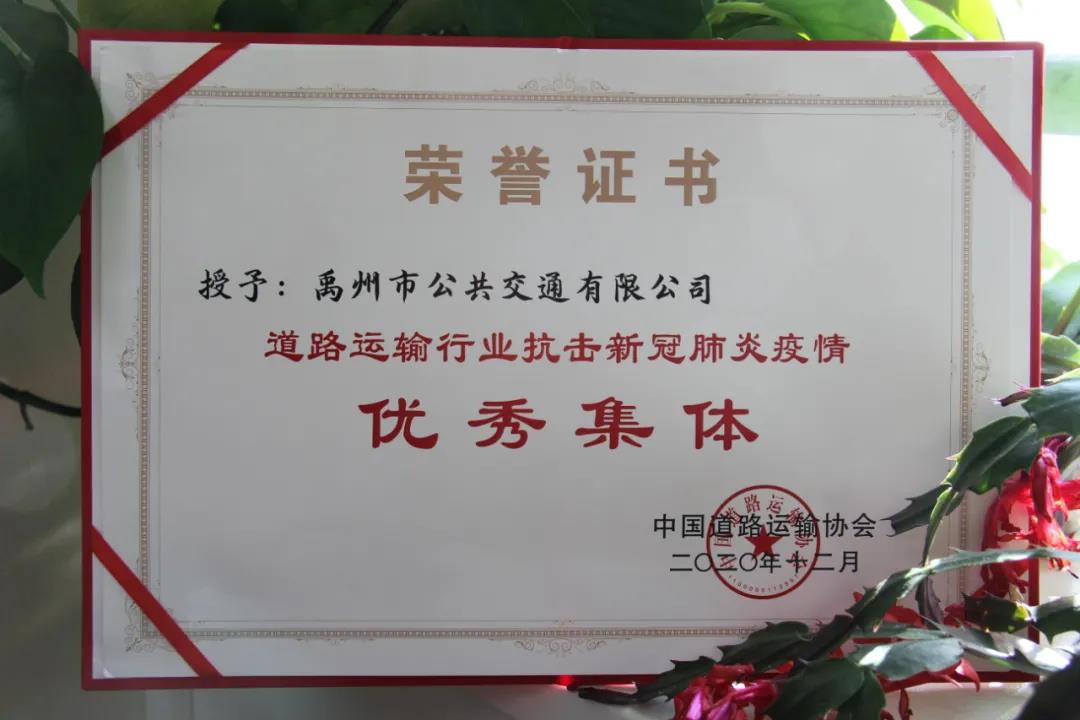 荣誉证书
授予：禹州市公共交通有限公司
道路运输行业抗击新冠肺炎疫情
优秀集体
中国道路运输协会
二〇二〇年十二月